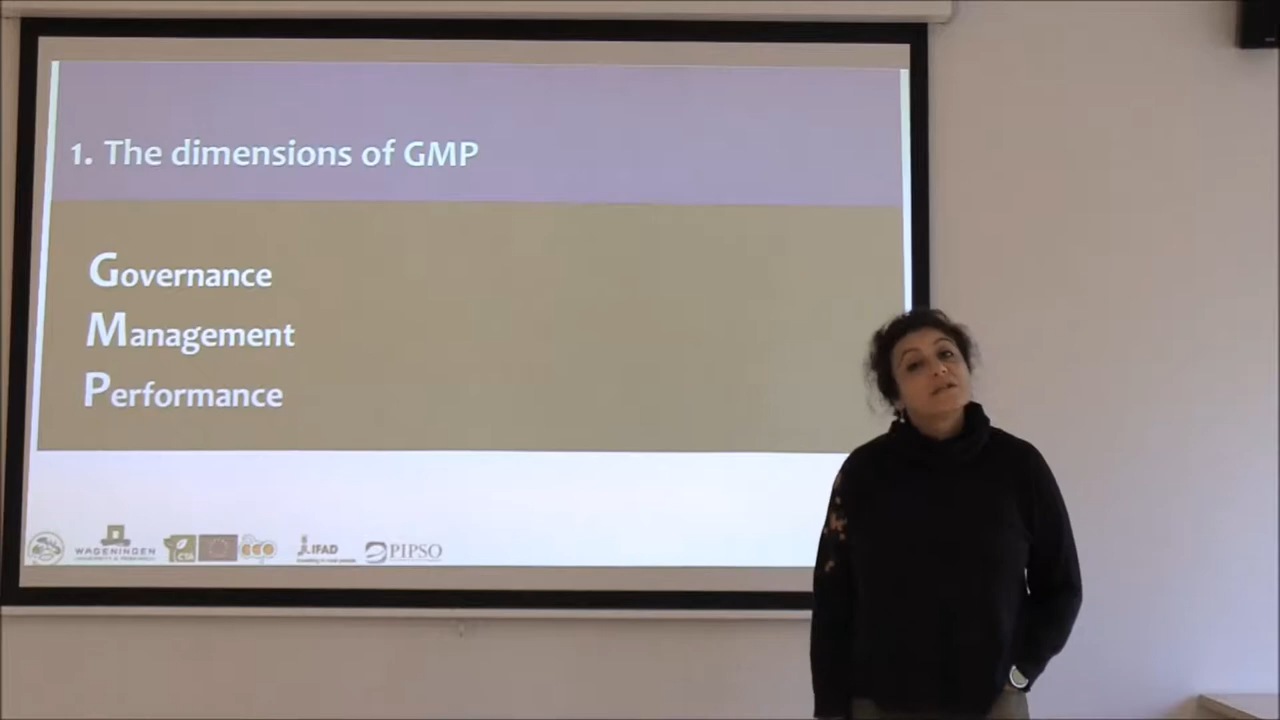 1. The dimensions of GMP
Governance
Management
Performance
WAGENINGEN
CTA
IFAD
PIPSO